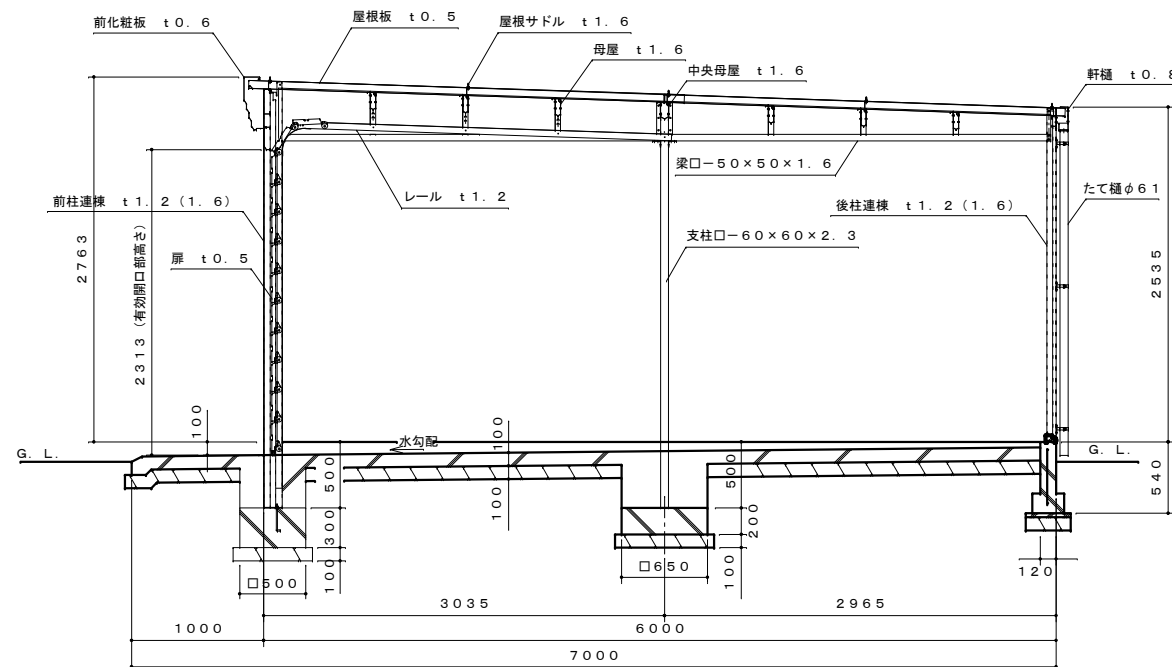 前化粧板 ｔ０．６
屋根板 ｔ０．５
屋根サドル ｔ１．６
母屋 ｔ１．６
中央母屋 ｔ１．６
軒樋 ｔ０．８
梁口－５０×５０×１．６
レール ｔ１．２
前柱連棟 ｔ１．２（１．６）
後柱連棟 ｔ１．２（１．６）
たて樋φ６１
支柱口－６０×６０×２．３
扉 ｔ０．５
２７６３
２３１３（有効開口部高さ）
２５３５
１００
１００
水勾配
Ｇ．Ｌ．
Ｇ．Ｌ．
５００
１００
５００
５４０
３００
２００
１００
１００
□５００
□６５０
１２０
３０３５
２９６５
１０００
６０００
７０００